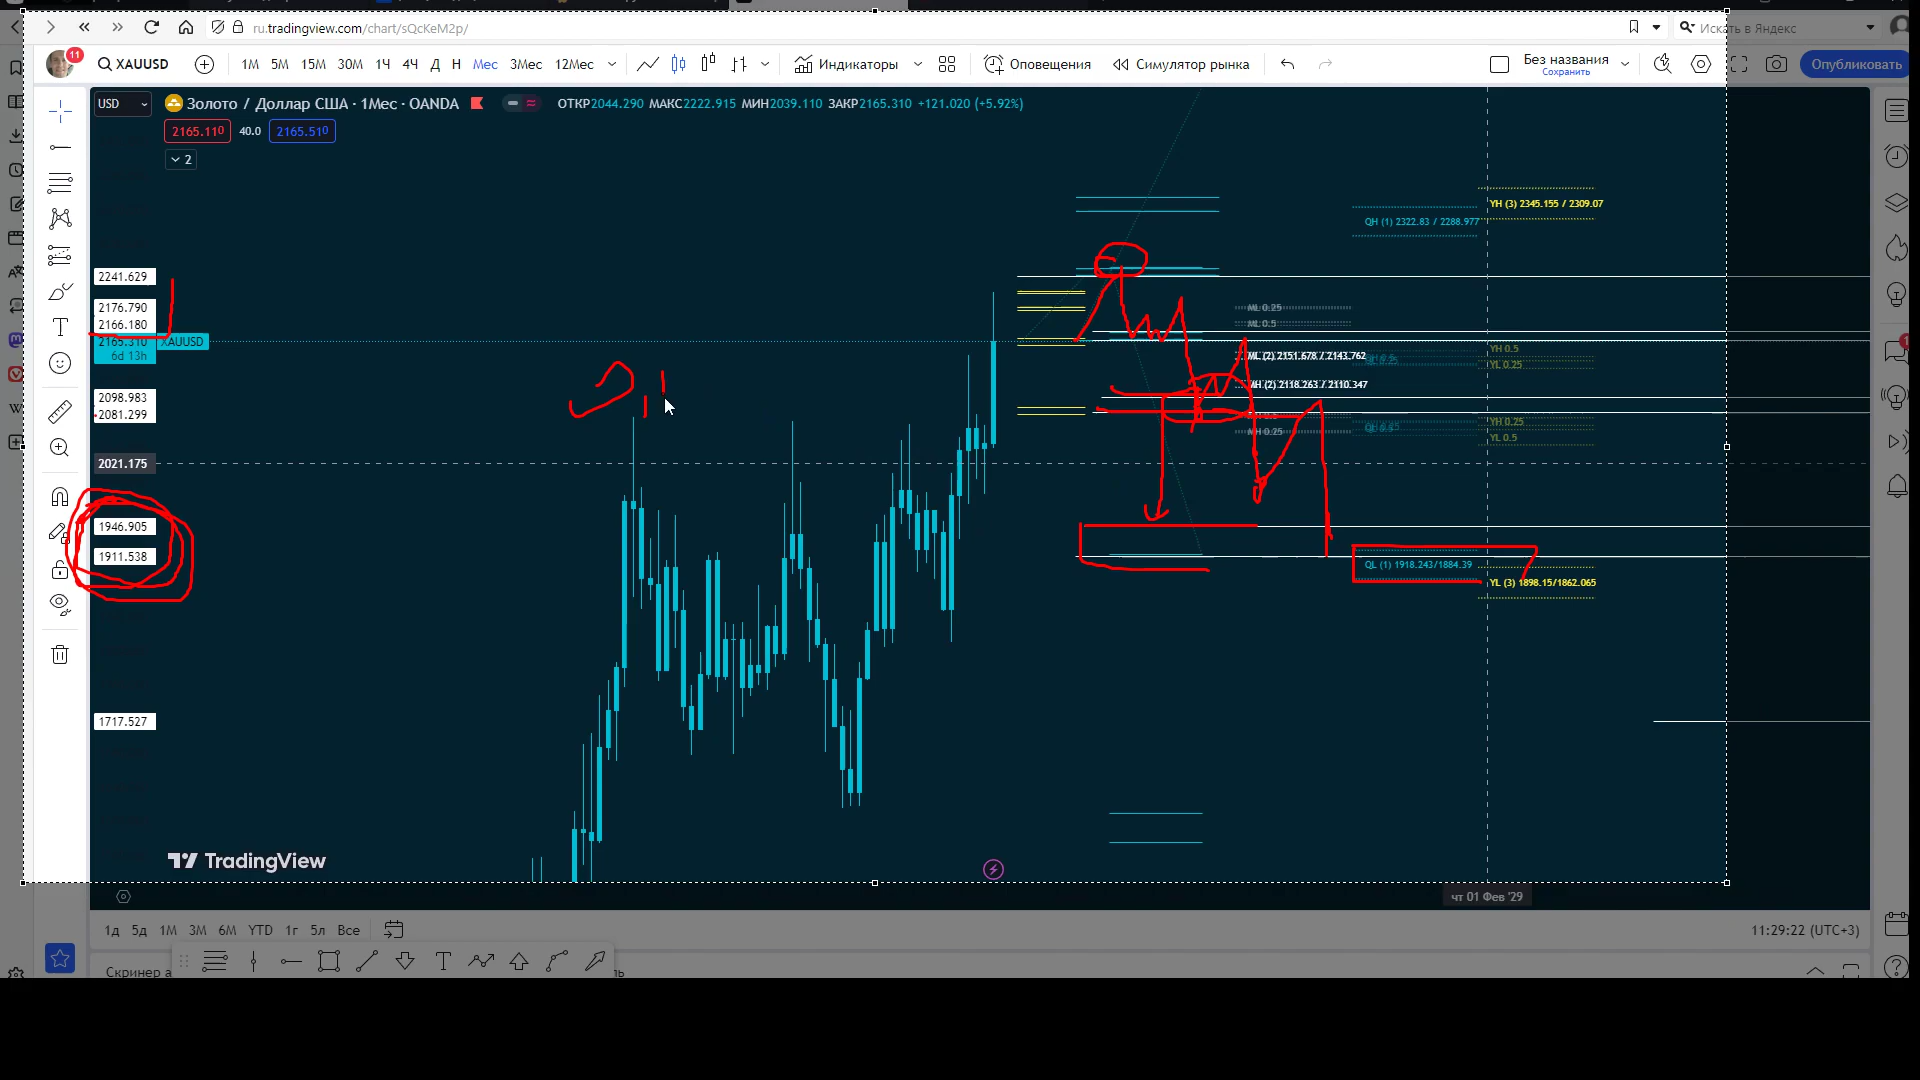 ru.tradingview.com/chart/sQcKeM2p/
Искать в Яндекс
11
XAUUSD
1М 5М 15М 30М 1Ч 4Ч Д Н Мес 3Мес 12Мес
Индикаторы
Оповещения
Симулятор рынка
Без названия
Сохранить
Опубликовать
USD
Золото / Доллар США · 1Мес · OANDA
ОТКР2044.290 МАКС2222.915 МИН2039.110 ЗАКР2165.310 +121.020 (+5.92%)
2165.110 40.0 2165.510
2
YH (3) 2345.155 / 2309.07
QH (1) 2322.83 / 2288.977
2241.629
2176.790
ML 0.25
2166.180
ML 0.5
2165.310 XAUUSD
6d 13h
YH 0.5
ML (2) 2151.678 / 2143.762
YL 0.25
MH (2) 2118.263 / 2110.347
2098.983
2081.299
YH 0.25
MH 0.25
YL 0.5
2021.175
1946.905
1911.538
QL (1) 1918.243/1884.39
YL (3) 1898.15/1862.065
1717.527
TradingView
чт 01 Фев '29
1д 5д 1М 3М 6М YTD 1г 5л Все
11:29:22 (UTC+3)
Скринер а